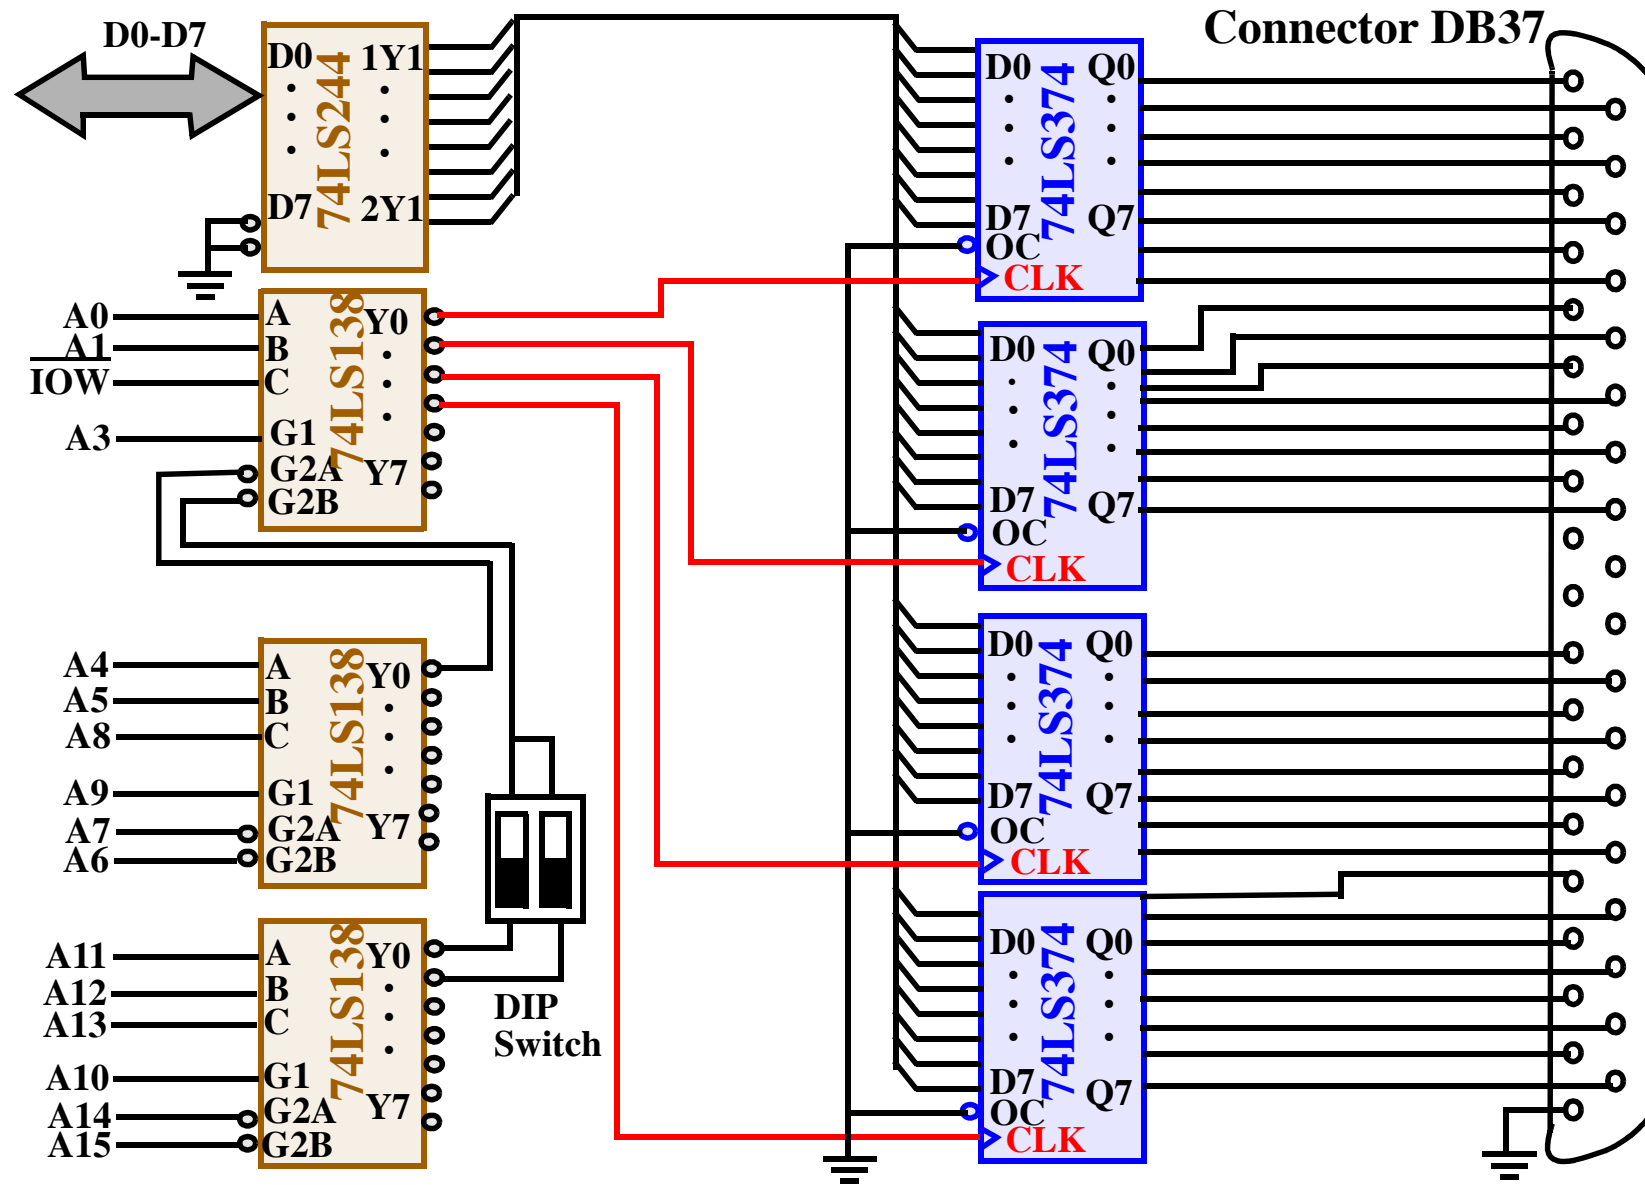 D0-D7
D0 1Y1
74LS244
D7 2Y1
A0 A Y0
A1 B
IOW C
74LS138
A3 G1
G2A Y7
G2B
A4 A Y0
A5 B
A8 C
74LS138
A9 G1
A7 G2A Y7
A6 G2B
A11 A Y0
A12 B
A13 C
74LS138
A10 G1
A14 G2A Y7
A15 G2B
DIP
Switch
Connector DB37
D0 Q0
74LS374
D7 Q7
OC
CLK
D0 Q0
74LS374
D7 Q7
OC
CLK
D0 Q0
74LS374
D7 Q7
OC
CLK
D0 Q0
74LS374
D7 Q7
OC
CLK